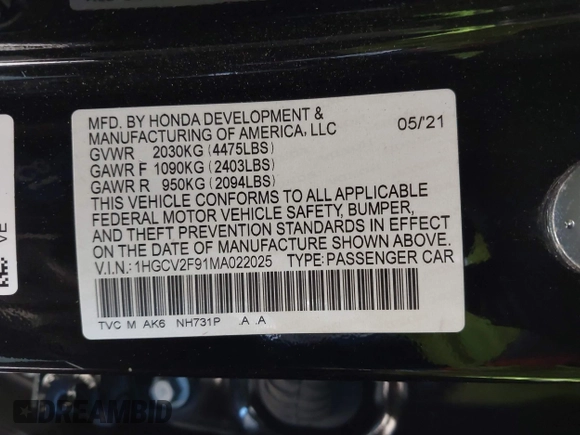 MFD. BY HONDA DEVELOPMENT &
MANUFACTURING OF AMERICA, LLC 05/'21
GVWR 2030KG (4475LBS)
GAWR F 1090KG (2403LBS)
GAWR R 950KG (2094LBS)
THIS VEHICLE CONFORMS TO ALL APPLICABLE
FEDERAL MOTOR VEHICLE SAFETY, BUMPER,
AND THEFT PREVENTION STANDARDS IN EFFECT
ON THE DATE OF MANUFACTURE SHOWN ABOVE.
V.I.N.: 1HGCV2F91MA022025 TYPE: PASSENGER CAR
TVC M AK6 NH731P .A .A
VE
DREAMBID